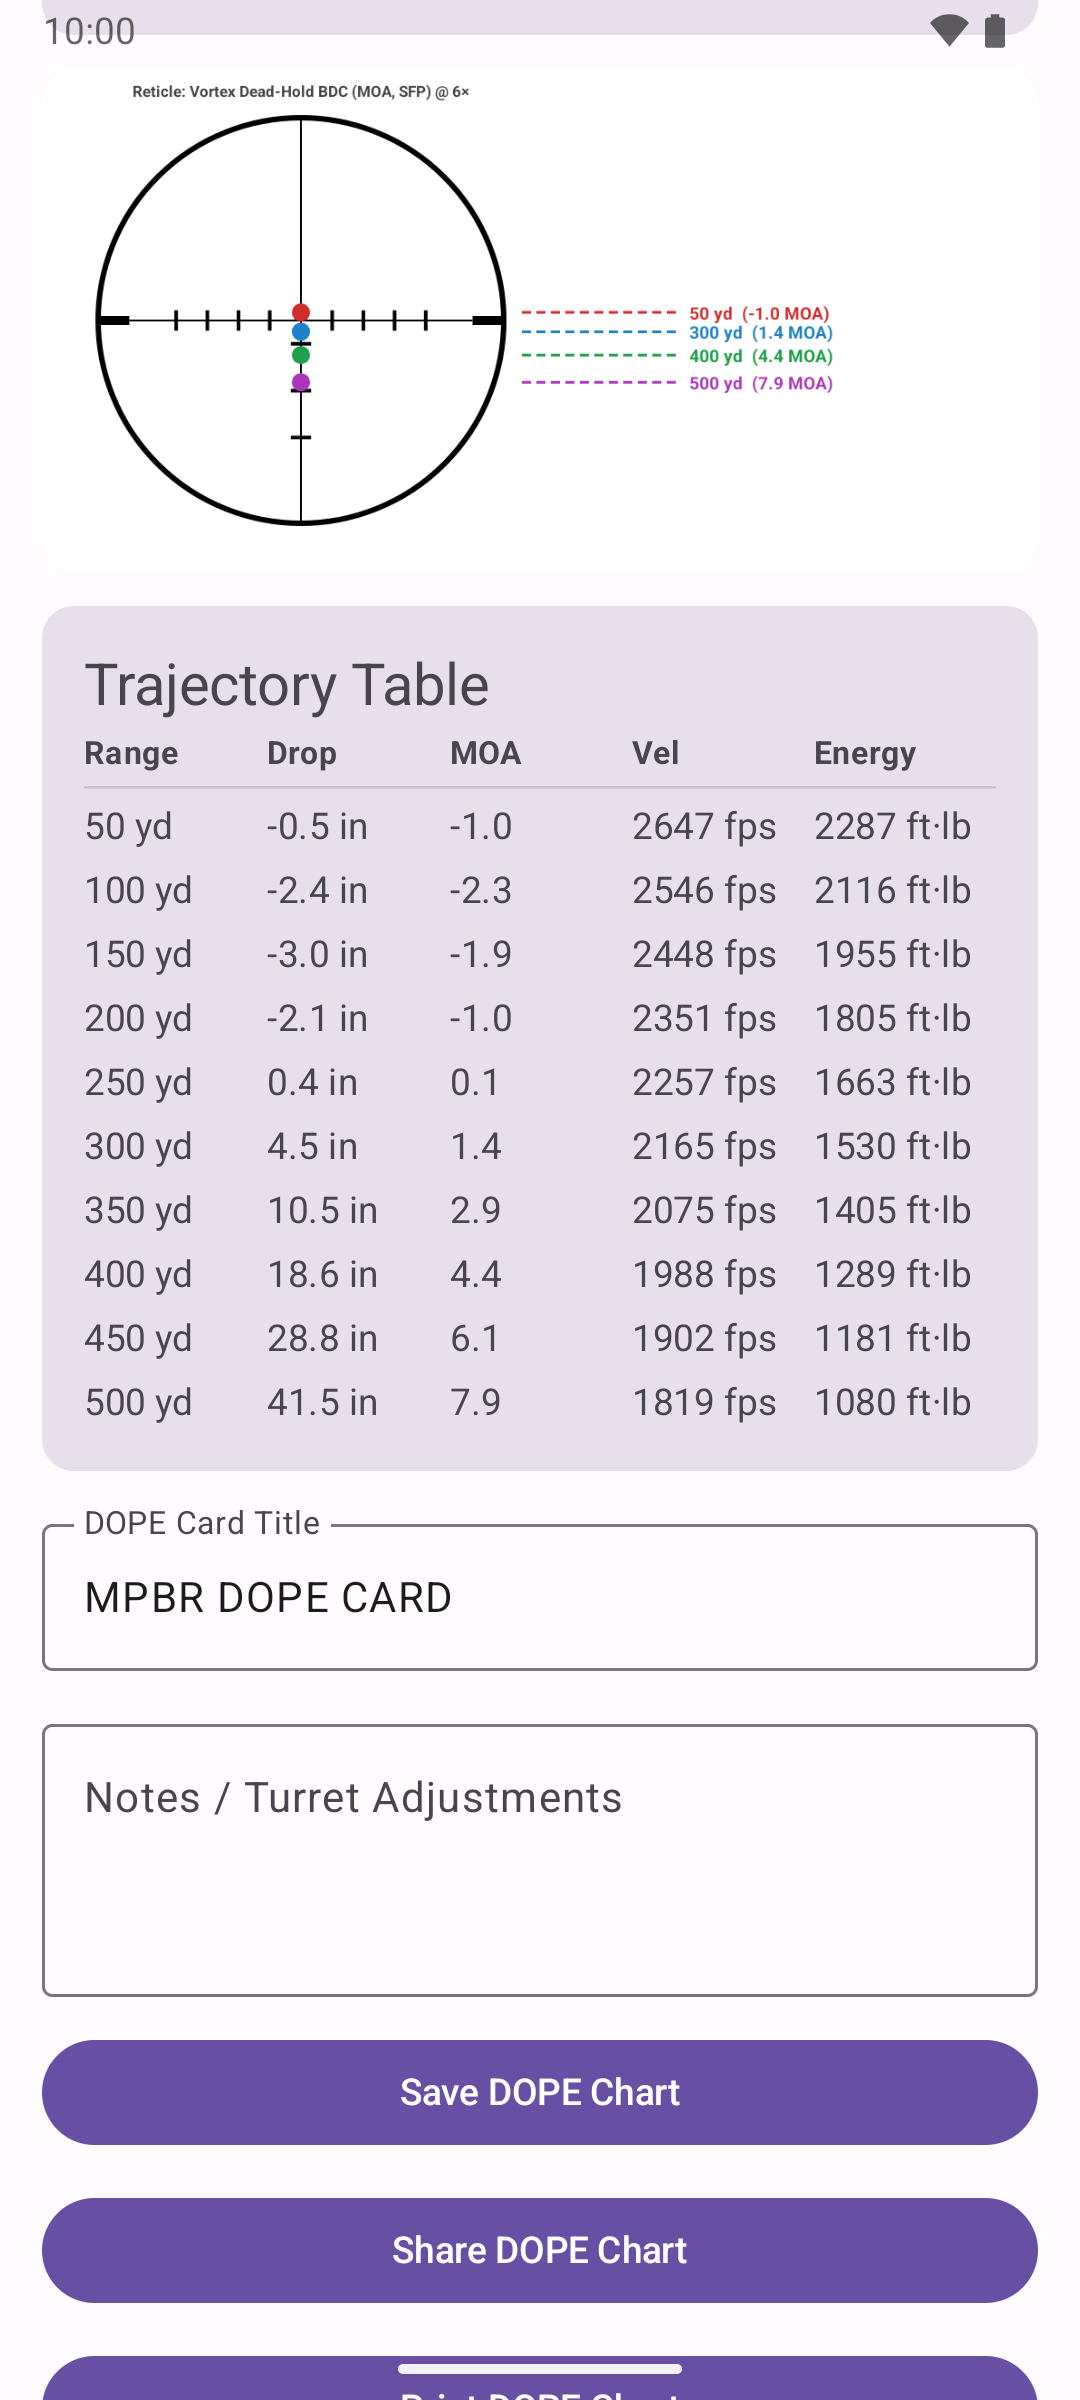 10:00
Reticle: Vortex Dead-Hold BDC (MOA, SFP) @ 6×
50 yd (-1.0 MOA)
300 yd (1.4 MOA)
400 yd (4.4 MOA)
500 yd (7.9 MOA)
Trajectory Table
Range Drop MOA Vel Energy
50 yd -0.5 in -1.0 2647 fps 2287 ft·lb
100 yd -2.4 in -2.3 2546 fps 2116 ft·lb
150 yd -3.0 in -1.9 2448 fps 1955 ft·lb
200 yd -2.1 in -1.0 2351 fps 1805 ft·lb
250 yd 0.4 in 0.1 2257 fps 1663 ft·lb
300 yd 4.5 in 1.4 2165 fps 1530 ft·lb
350 yd 10.5 in 2.9 2075 fps 1405 ft·lb
400 yd 18.6 in 4.4 1988 fps 1289 ft·lb
450 yd 28.8 in 6.1 1902 fps 1181 ft·lb
500 yd 41.5 in 7.9 1819 fps 1080 ft·lb
DOPE Card Title
MPBR DOPE CARD
Notes / Turret Adjustments
Save DOPE Chart
Share DOPE Chart